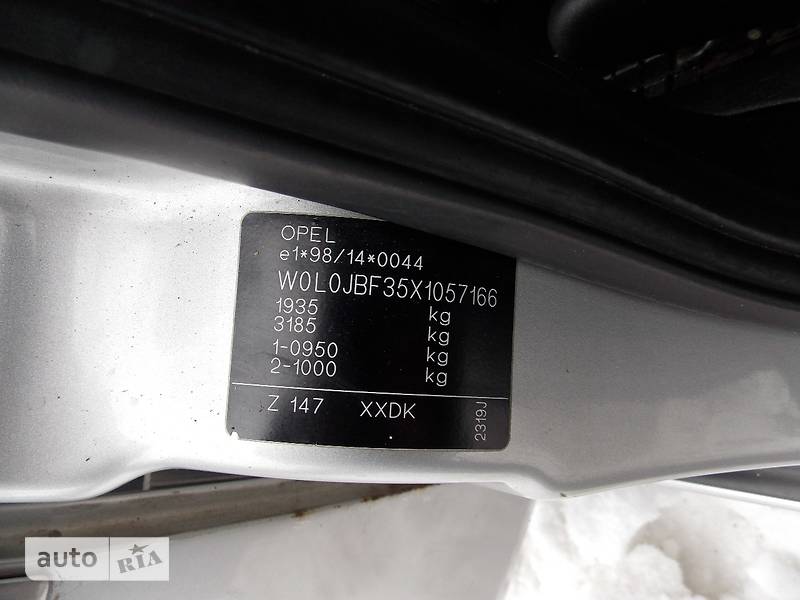 OPEL
e1*98/14*0044
W0L0JBF35X1057166
1935 kg
3185 kg
1-0950 kg
2-1000 kg
Z 147 XXDK
2319J
auto RIA